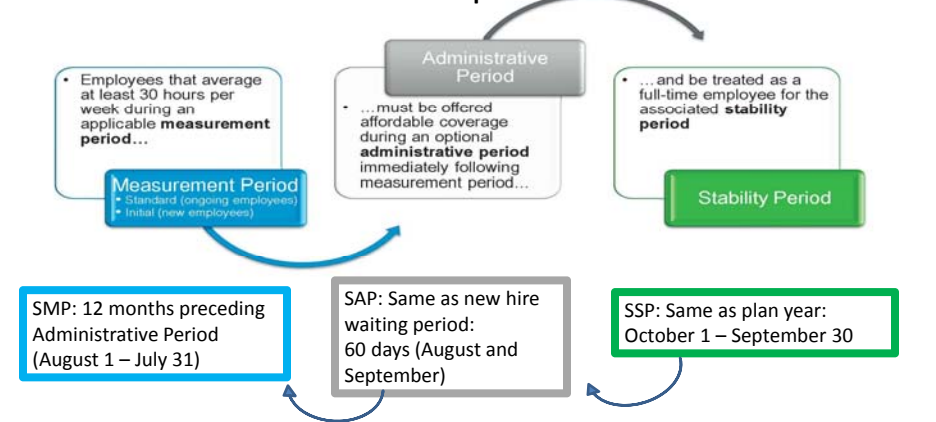 • Employees that average
at least 30 hours per
week during an
applicable measurement
period…
Measurement Period
• Standard (ongoing employees)
• Initial (new employees)
Administrative
Period
• …must be offered
affordable coverage
during an optional
administrative period
immediately following
measurement period…
• …and be treated as a
full-time employee for the
associated stability
period
Stability Period
SMP: 12 months preceding
Administrative Period
(August 1 – July 31)
SAP: Same as new hire
waiting period:
60 days (August and
September)
SSP: Same as plan year:
October 1 – September 30